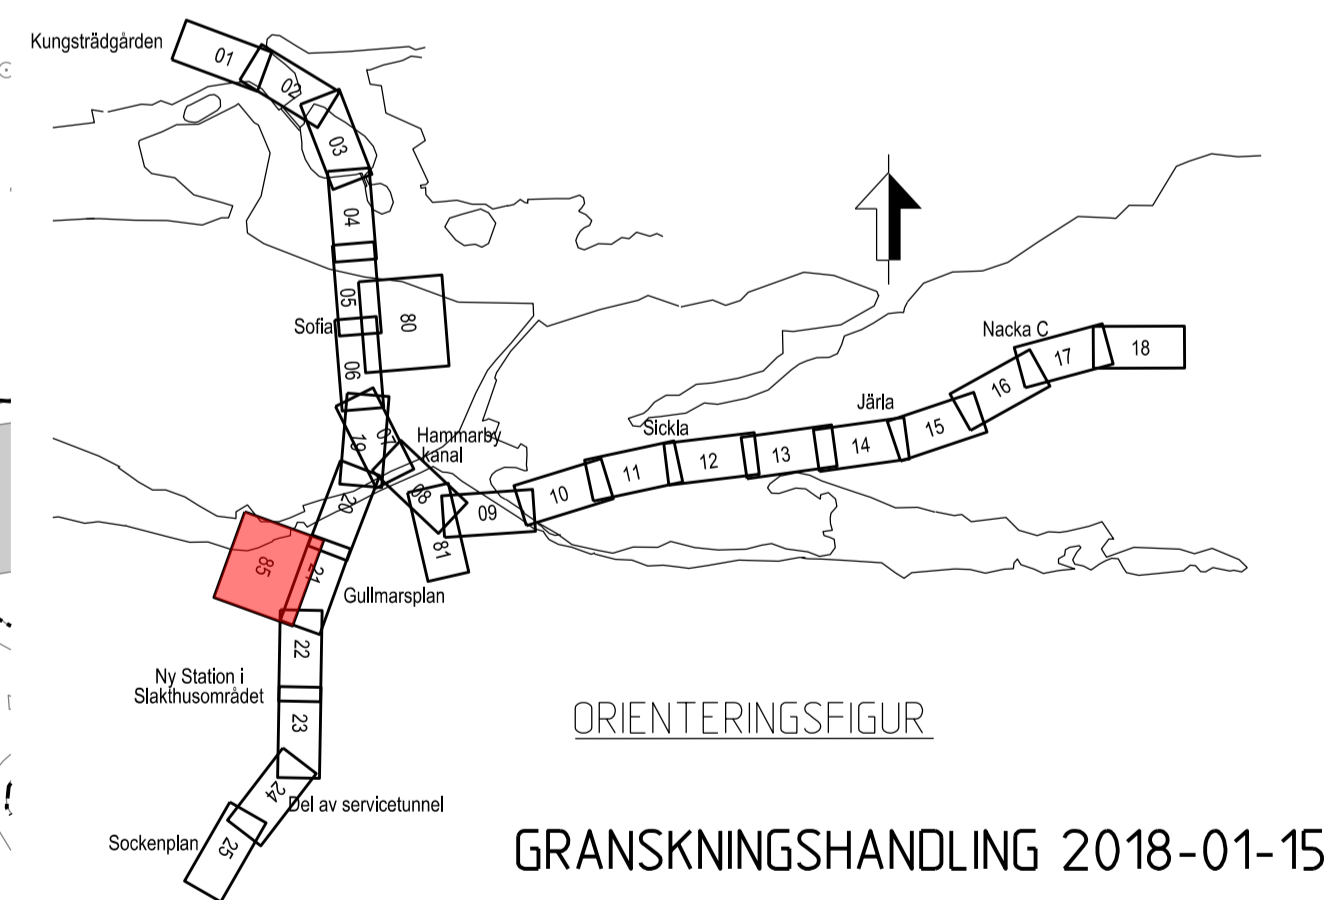 Kungsträdgården
01
02
03
04
05
80
Sofia
06
Nacka C
17
18
16
Järla
15
14
13
12
Sickla
11
10
09
Hammarby
kanal
07
19
08
81
20
21
85
Gullmarsplan
22
Ny Station i
Slakthusområdet
23
24
Del av servicetunnel
Sockenplan
25
ORIENTERINGSFIGUR
GRANSKNINGSHANDLING 2018-01-15